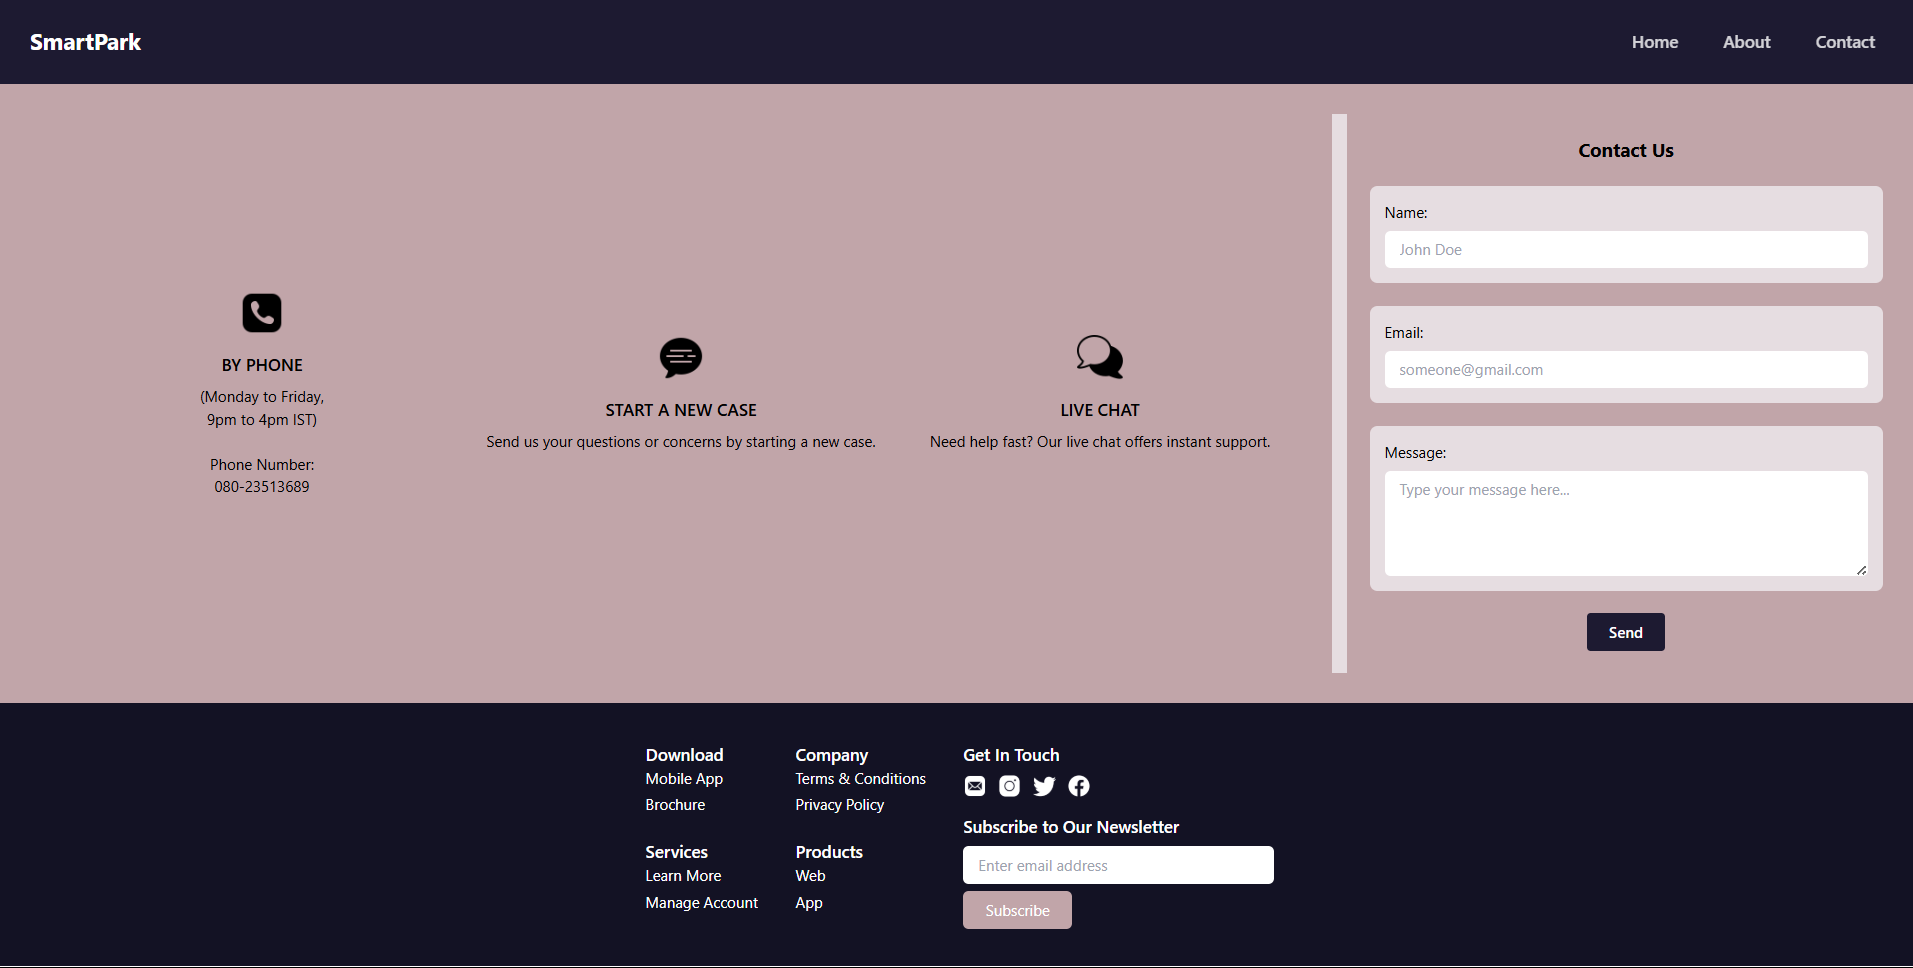 SmartPark
Home
About
Contact
BY PHONE
(Monday to Friday,
9pm to 4pm IST)
Phone Number:
080-23513689
START A NEW CASE
Send us your questions or concerns by starting a new case.
LIVE CHAT
Need help fast? Our live chat offers instant support.
Contact Us
Name:
John Doe
Email:
someone@gmail.com
Message:
Type your message here...
Send
Download
Mobile App
Brochure
Company
Terms & Conditions
Privacy Policy
Services
Learn More
Manage Account
Products
Web
App
Get In Touch
Subscribe to Our Newsletter
Enter email address
Subscribe